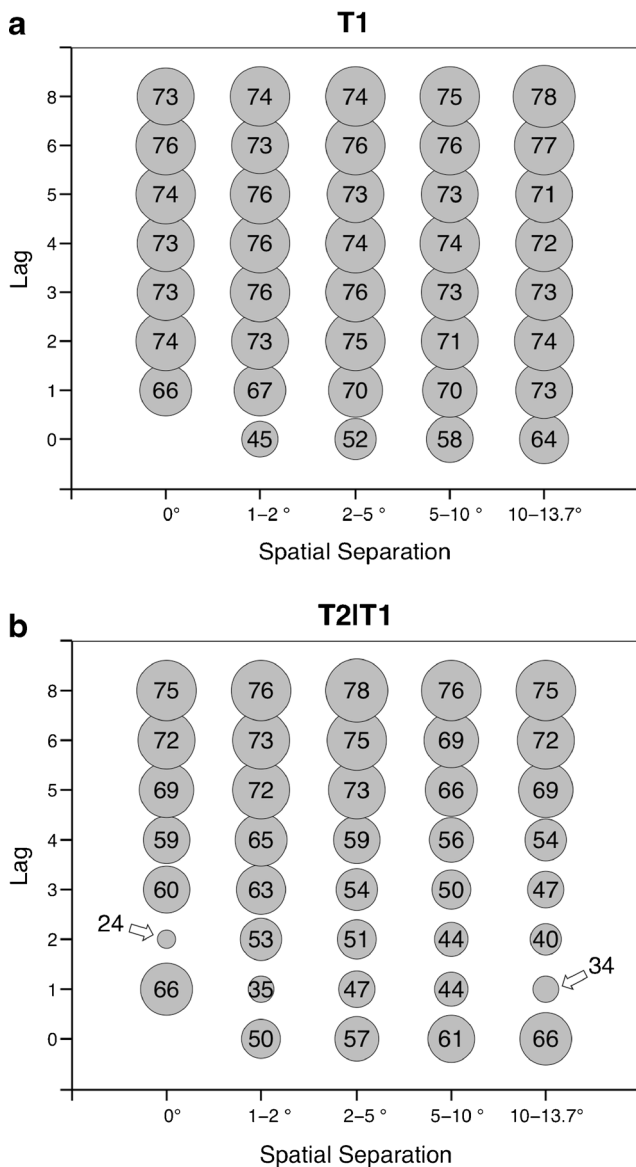 a
T1
8 73 74 74 75 78
6 76 73 76 76 77
5 74 76 73 73 71
4 73 76 74 74 72
3 73 76 76 73 73
2 74 73 75 71 74
1 66 67 70 70 73
0 45 52 58 64
Lag
0° 1–2 ° 2–5 ° 5–10 ° 10–13.7°
Spatial Separation
b
T2|T1
8 75 76 78 76 75
6 72 73 75 69 72
5 69 72 73 66 69
4 59 65 59 56 54
3 60 63 54 50 47
24
2 53 51 44 40
34
1 66 35 47 44
0 50 57 61 66
Lag
0° 1–2 ° 2–5 ° 5–10 ° 10–13.7°
Spatial Separation